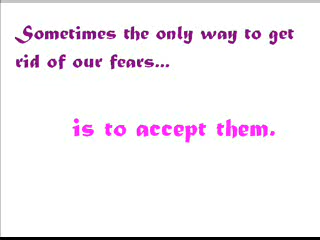 Sometimes the only way to get
rid of our fears...
is to accept them.